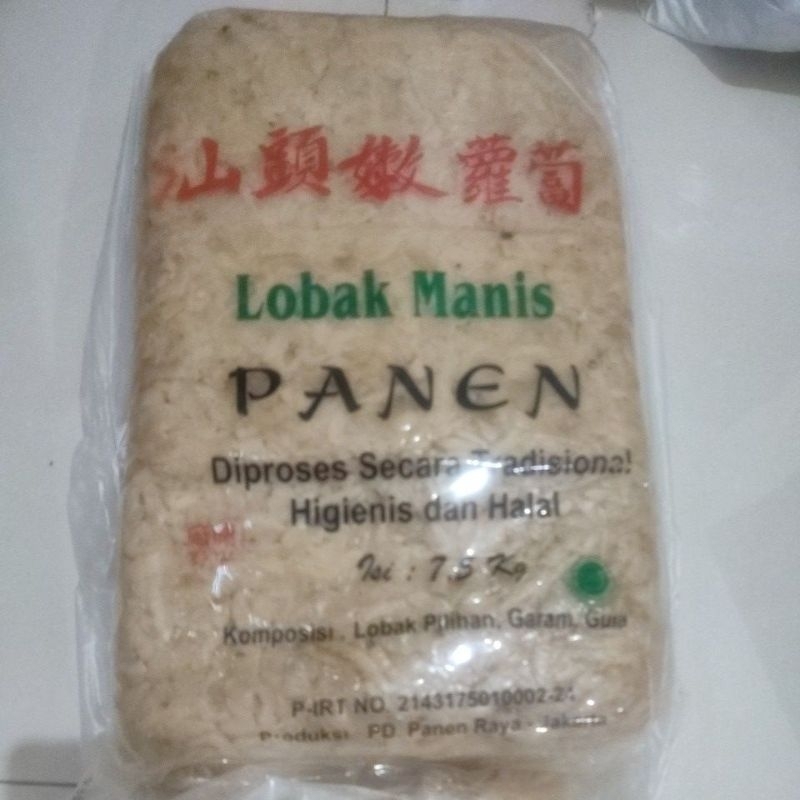 汕頭嫩蘿蔔
Lobak Manis
PANEN
Diproses Secara Tradisional
Higienis dan Halal
Isi : 7,5 Kg
Komposisi : Lobak Pilihan, Garam, Gula
P-IRT NO. 2143175010002-24
Produksi : PD. Panen Raya - Jakarta